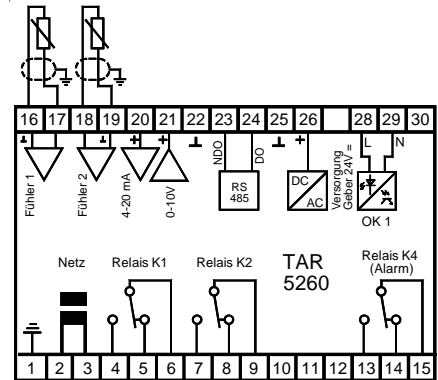 16 17 18 19 20 21 22 23 24 25 26 28 29 30
⊥ ⊥ + + ⊥ ⊥ + L N
Fühler 1
Fühler 2
4-20 mA
0-10V
NDO
DO
RS
485
DC
AC
Versorgung
Geber 24V =
OK 1
Netz
Relais K1
Relais K2
TAR
5260
Relais K4
(Alarm)
1 2 3 4 5 6 7 8 9 10 11 12 13 14 15